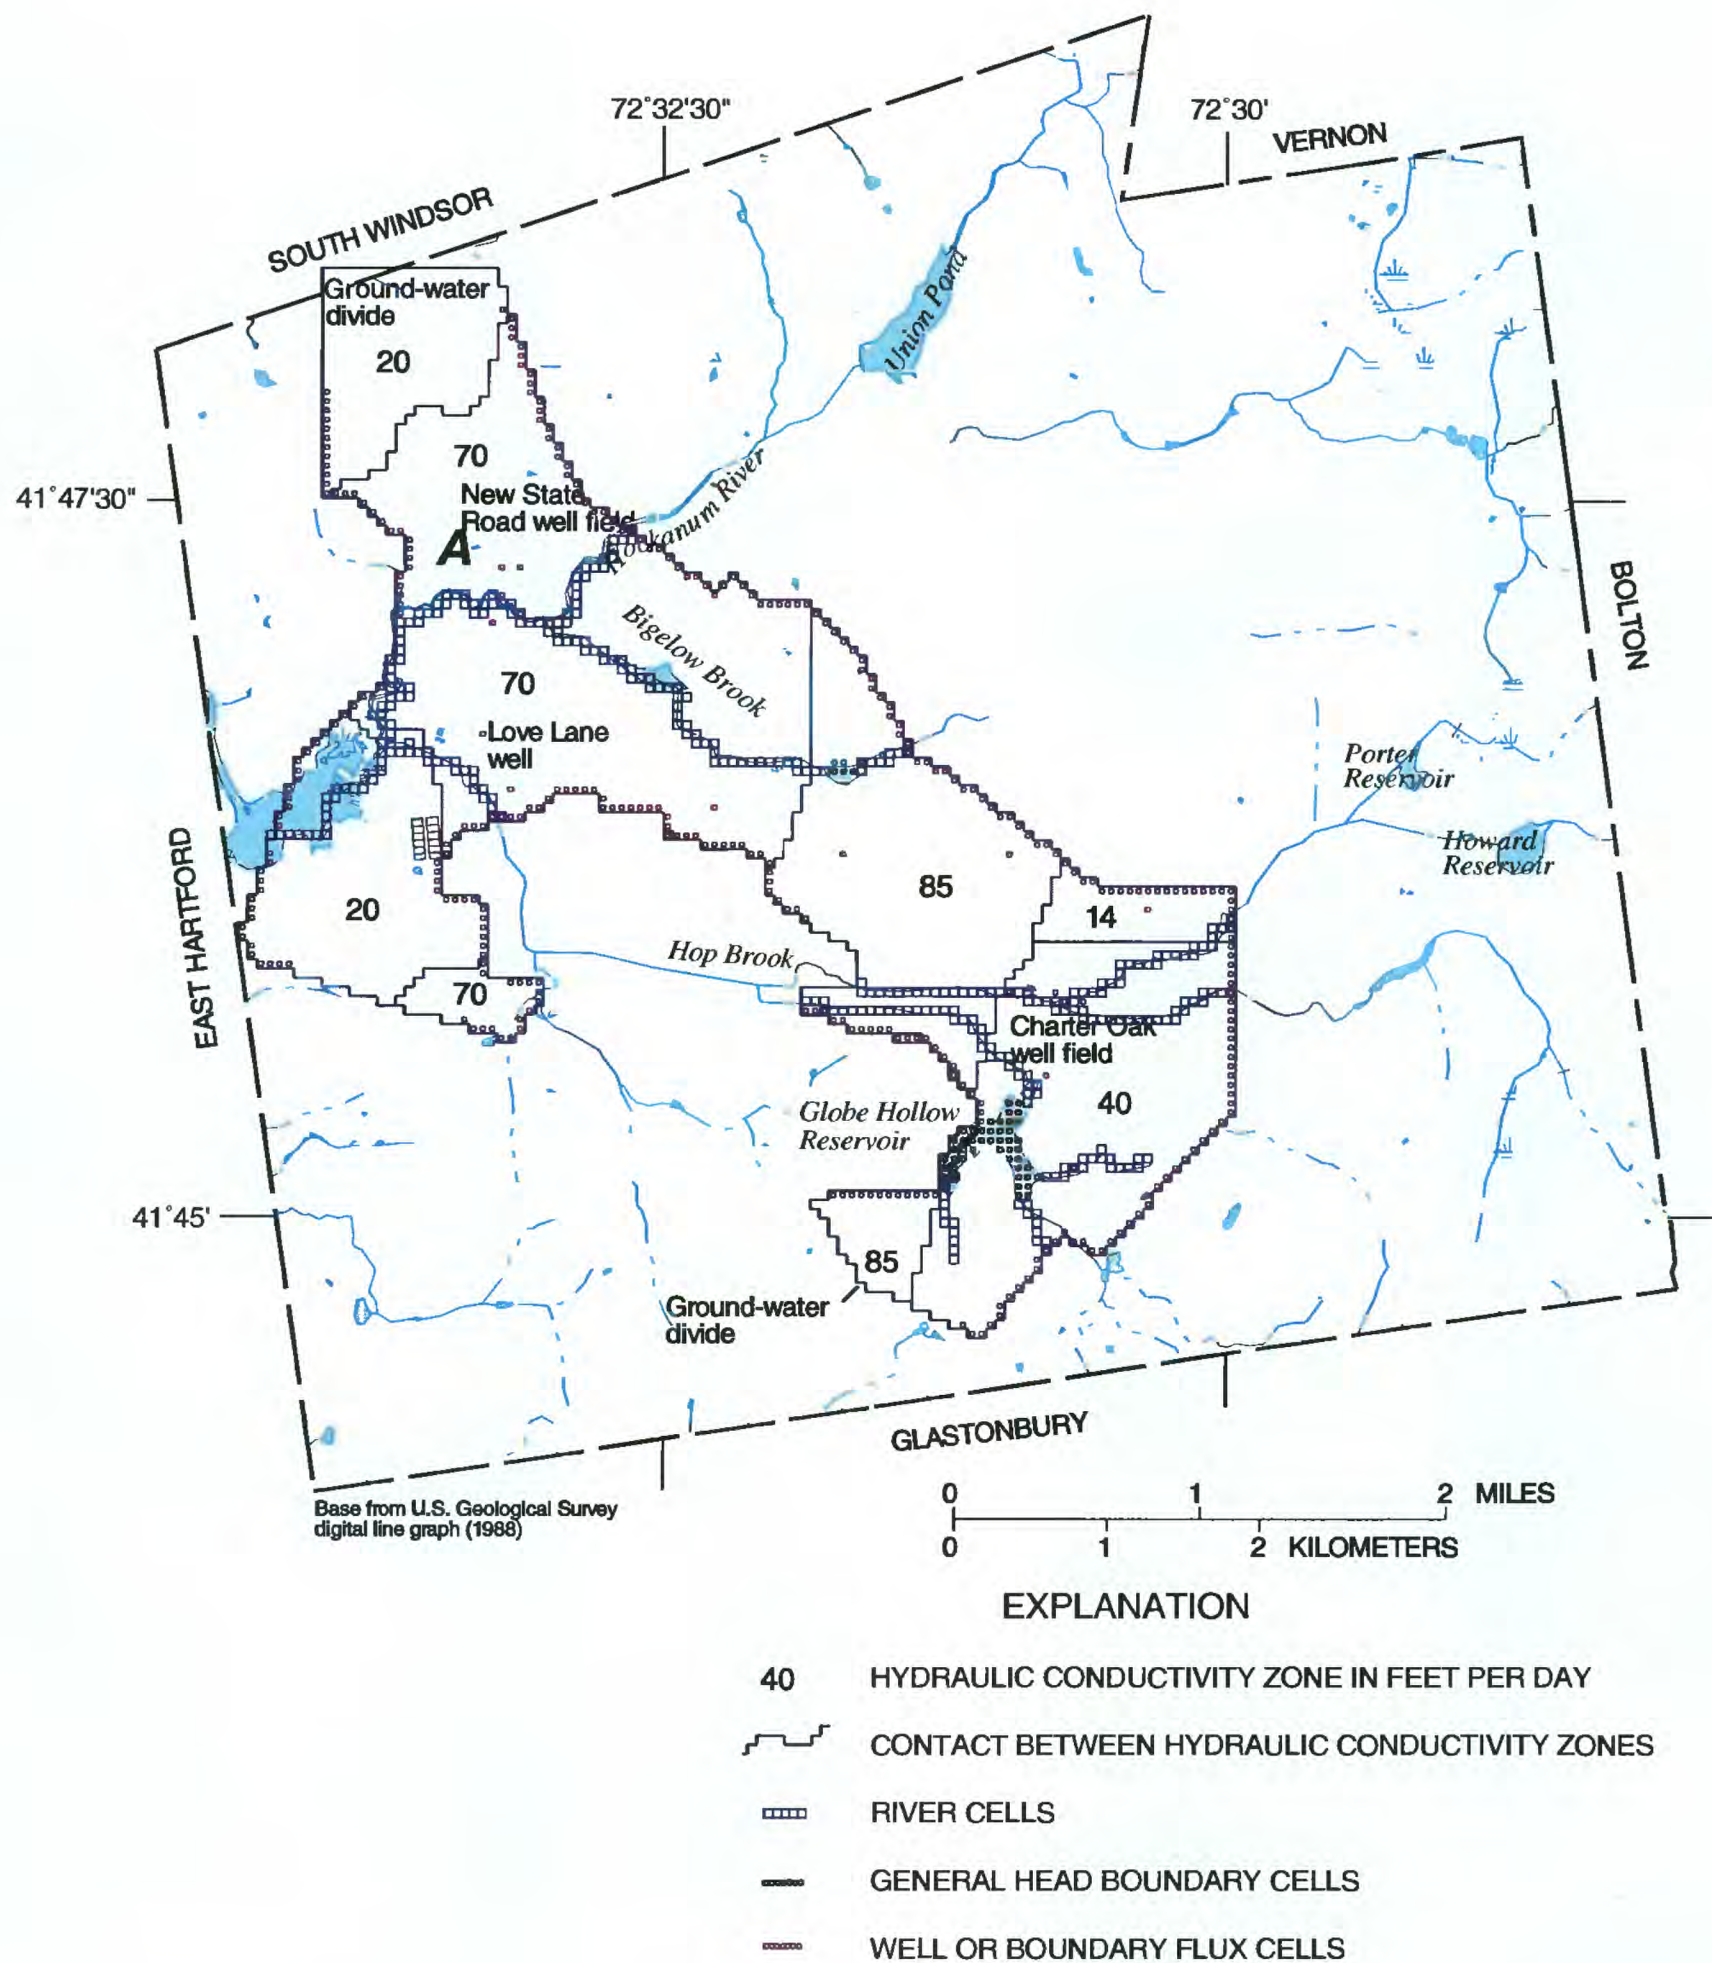 72°32'30"
72°30'
VERNON
SOUTH WINDSOR
Ground-water
divide
20
Union Pond
70
41°47'30"
New State
Road well field
A
Hockanum River
BOLTON
Bigelow Brook
70
Love Lane
well
Porter
Reservoir
Howard
Reservoir
EAST HARTFORD
85
20
14
Hop Brook
70
Charter Oak
well field
40
Globe Hollow
Reservoir
41°45'
85
Ground-water
divide
GLASTONBURY
Base from U.S. Geological Survey
digital line graph (1988)
0 1 2 MILES
0 1 2 KILOMETERS
EXPLANATION
40 HYDRAULIC CONDUCTIVITY ZONE IN FEET PER DAY
CONTACT BETWEEN HYDRAULIC CONDUCTIVITY ZONES
RIVER CELLS
GENERAL HEAD BOUNDARY CELLS
WELL OR BOUNDARY FLUX CELLS